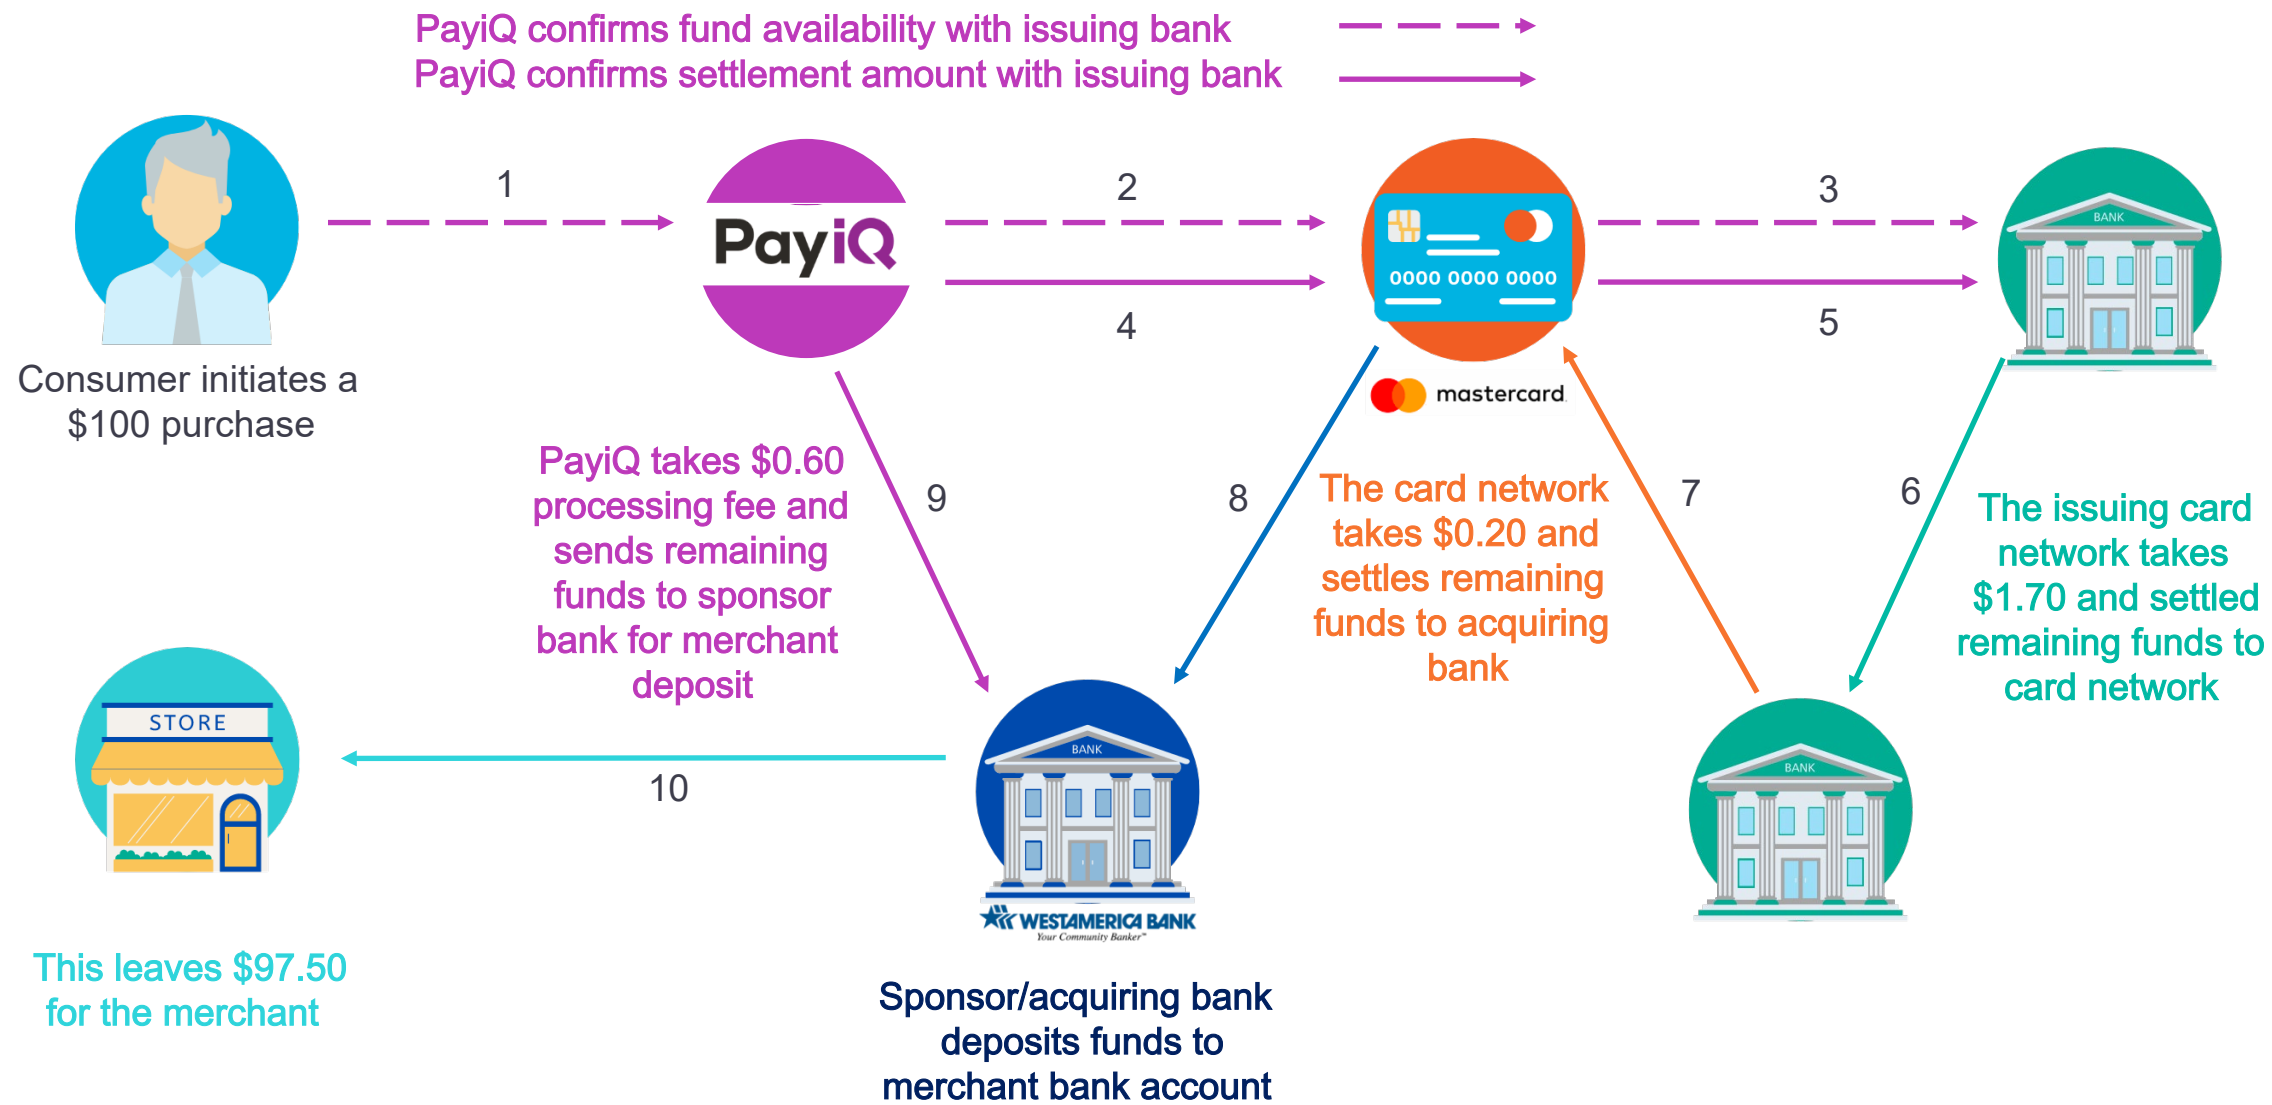 PayiQ confirms fund availability with issuing bank
PayiQ confirms settlement amount with issuing bank
1
2
3
PayiQ
BANK
0000 0000 0000
4
5
Consumer initiates a
$100 purchase
mastercard
PayiQ takes $0.60
processing fee and
sends remaining
funds to sponsor
bank for merchant
deposit
9
8
The card network
takes $0.20 and
settles remaining
funds to acquiring
bank
7
6
The issuing card
network takes
$1.70 and settled
remaining funds to
card network
STORE
10
BANK
BANK
WESTAMERICA BANK
Your Community Banker℠
This leaves $97.50
for the merchant
Sponsor/acquiring bank
deposits funds to
merchant bank account